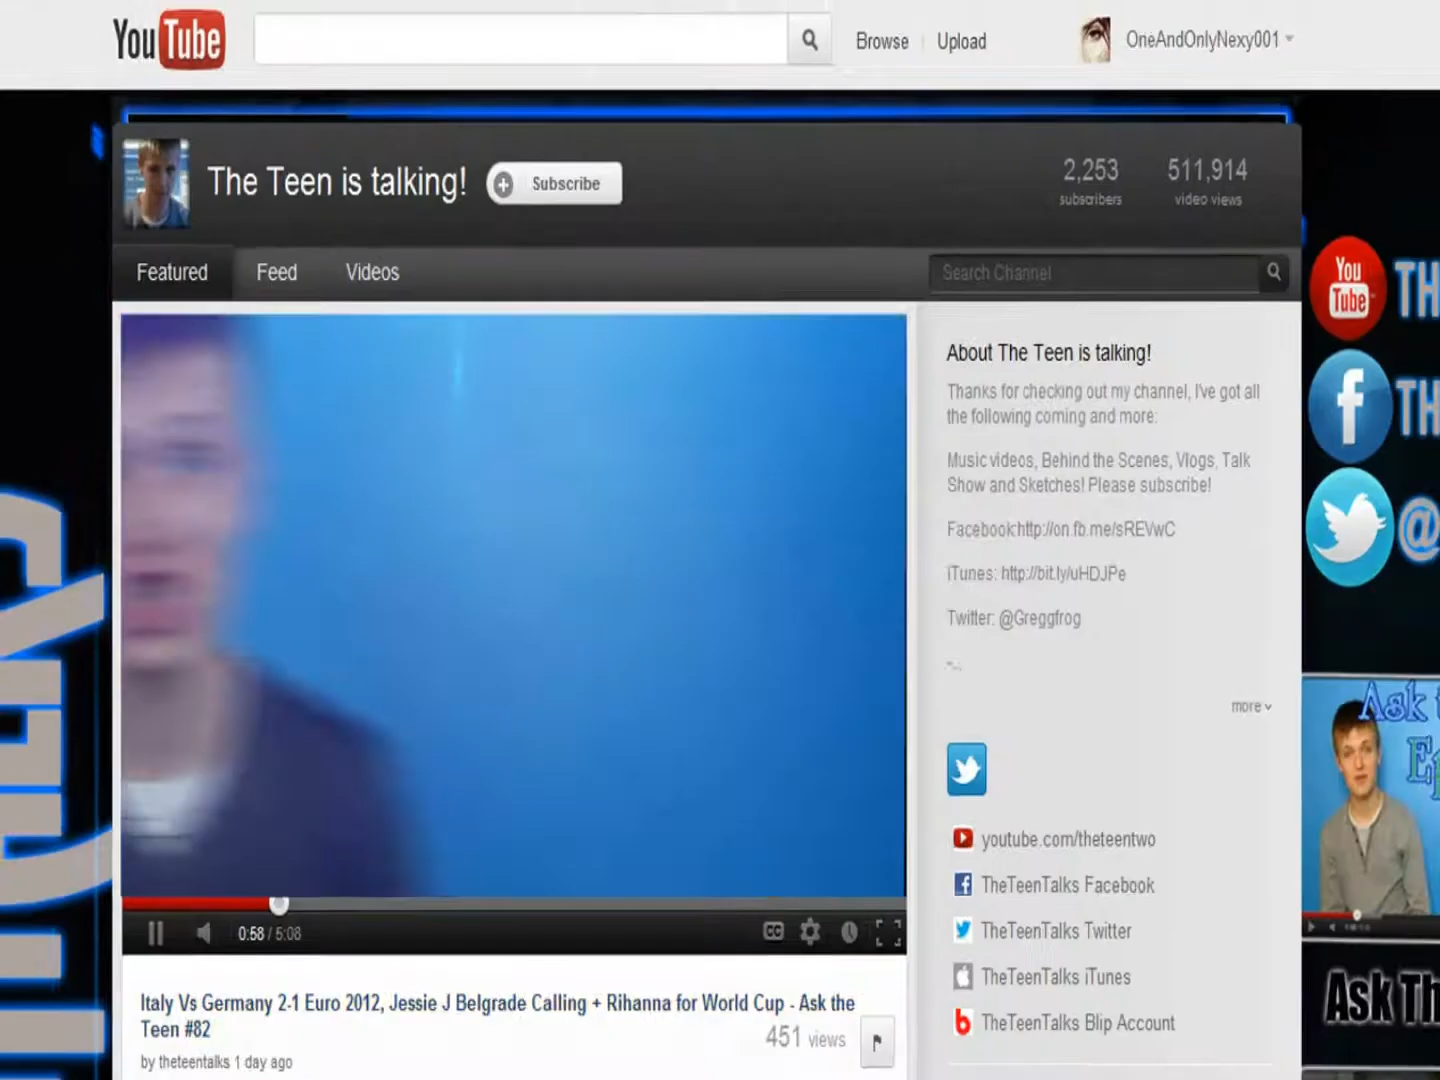 YouTube
Browse
Upload
OneAndOnlyNexy001
The Teen is talking!
Subscribe
2,253
subscribers
511,914
video views
Featured
Feed
Videos
Search Channel
You
Tube
TH
About The Teen is talking!
Thanks for checking out my channel, I've got all
the following coming and more:
Music videos, Behind the Scenes, Vlogs, Talk
Show and Sketches! Please subscribe!
Facebook:http://on.fb.me/sREVwC
iTunes: http://bit.ly/uHDJPe
Twitter: @Greggfrog
-...
more
TH
@
Ask
youtube.com/theteentwo
TheTeenTalks Facebook
TheTeenTalks Twitter
TheTeenTalks iTunes
TheTeenTalks Blip Account
Ask Th
0:58 / 5:08
CC
Italy Vs Germany 2-1 Euro 2012, Jessie J Belgrade Calling + Rihanna for World Cup - Ask the
Teen #82
451 views
by theteentalks 1 day ago